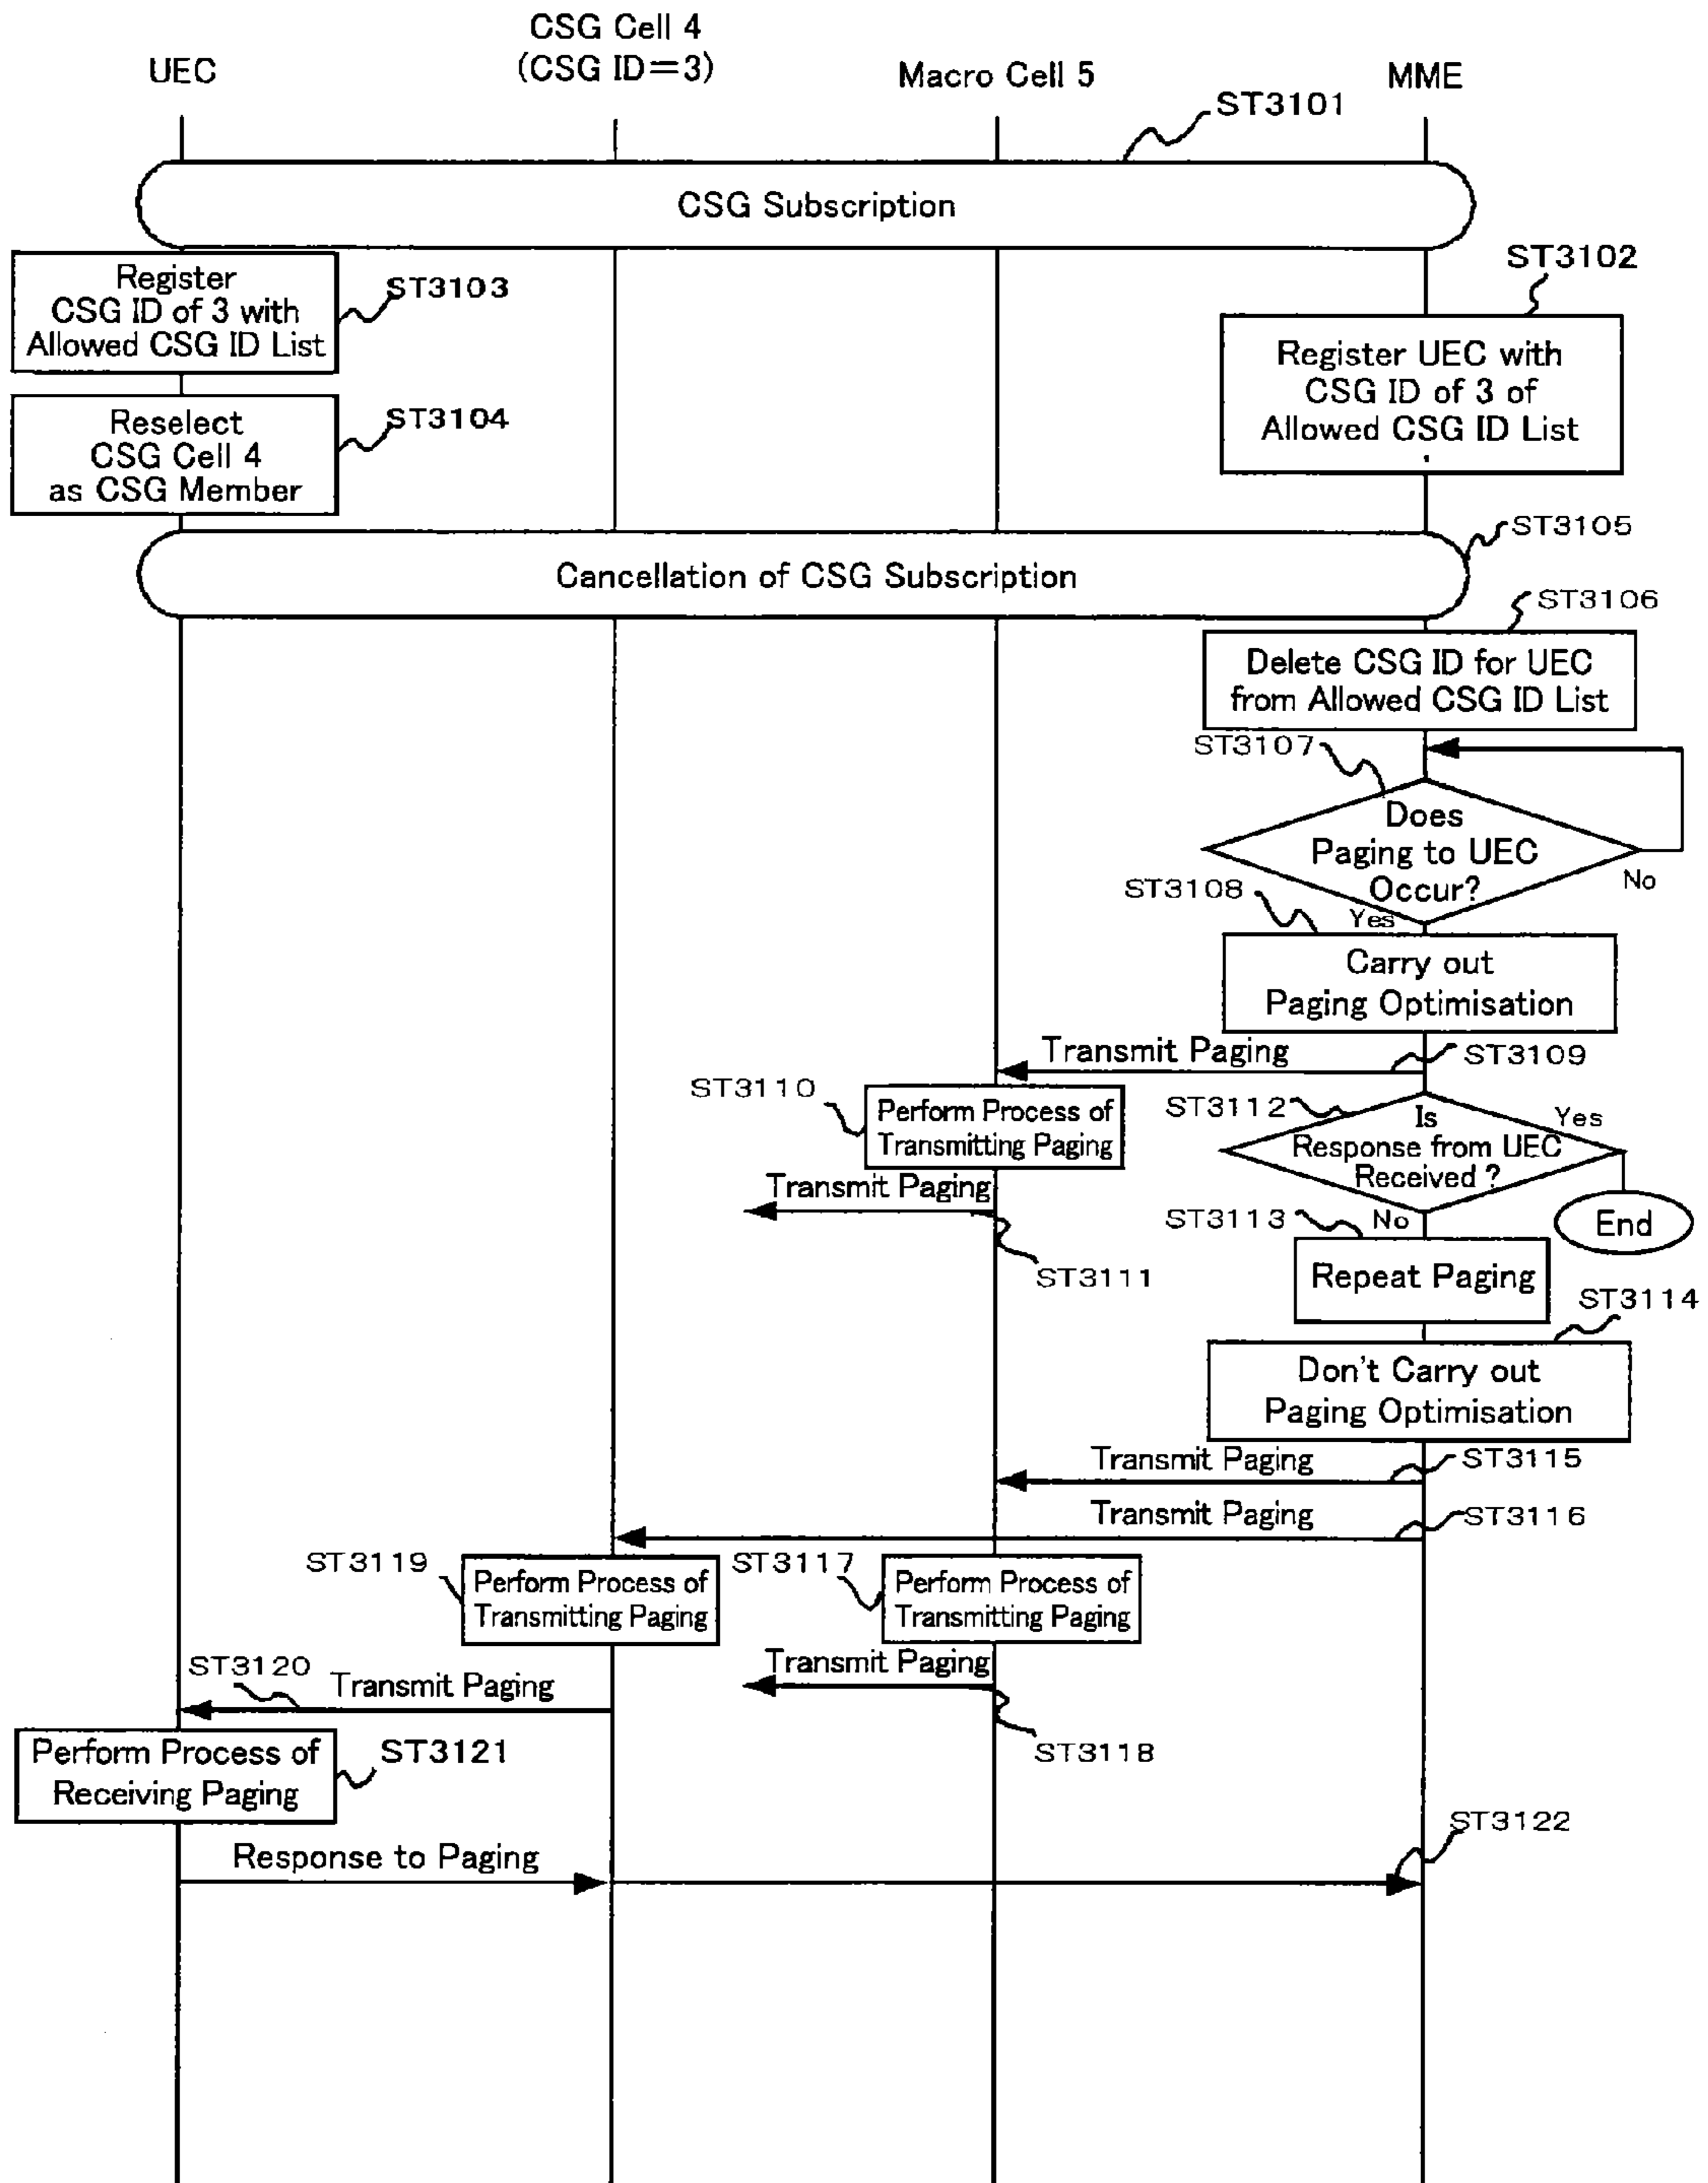 UEC
CSG Cell 4
(CSG ID=3)
Macro Cell 5
MME
ST3101
CSG Subscription
Register
CSG ID of 3 with
Allowed CSG ID List
ST3103
ST3102
Register UEC with
CSG ID of 3 of
Allowed CSG ID List
Reselect
CSG Cell 4
as CSG Member
ST3104
ST3105
Cancellation of CSG Subscription
ST3106
Delete CSG ID for UEC
from Allowed CSG ID List
ST3107
Does
Paging to UEC
Occur?
No
Yes
ST3108
Carry out
Paging Optimisation
Transmit Paging
ST3109
ST3110
Perform Process of
Transmitting Paging
ST3112
Is
Response from UEC
Received ?
Yes
End
No
Transmit Paging
ST3111
ST3113
Repeat Paging
ST3114
Don't Carry out
Paging Optimisation
Transmit Paging
ST3115
Transmit Paging
ST3116
ST3119
Perform Process of
Transmitting Paging
ST3117
Perform Process of
Transmitting Paging
Transmit Paging
ST3118
ST3120
Transmit Paging
Perform Process of
Receiving Paging
ST3121
ST3122
Response to Paging